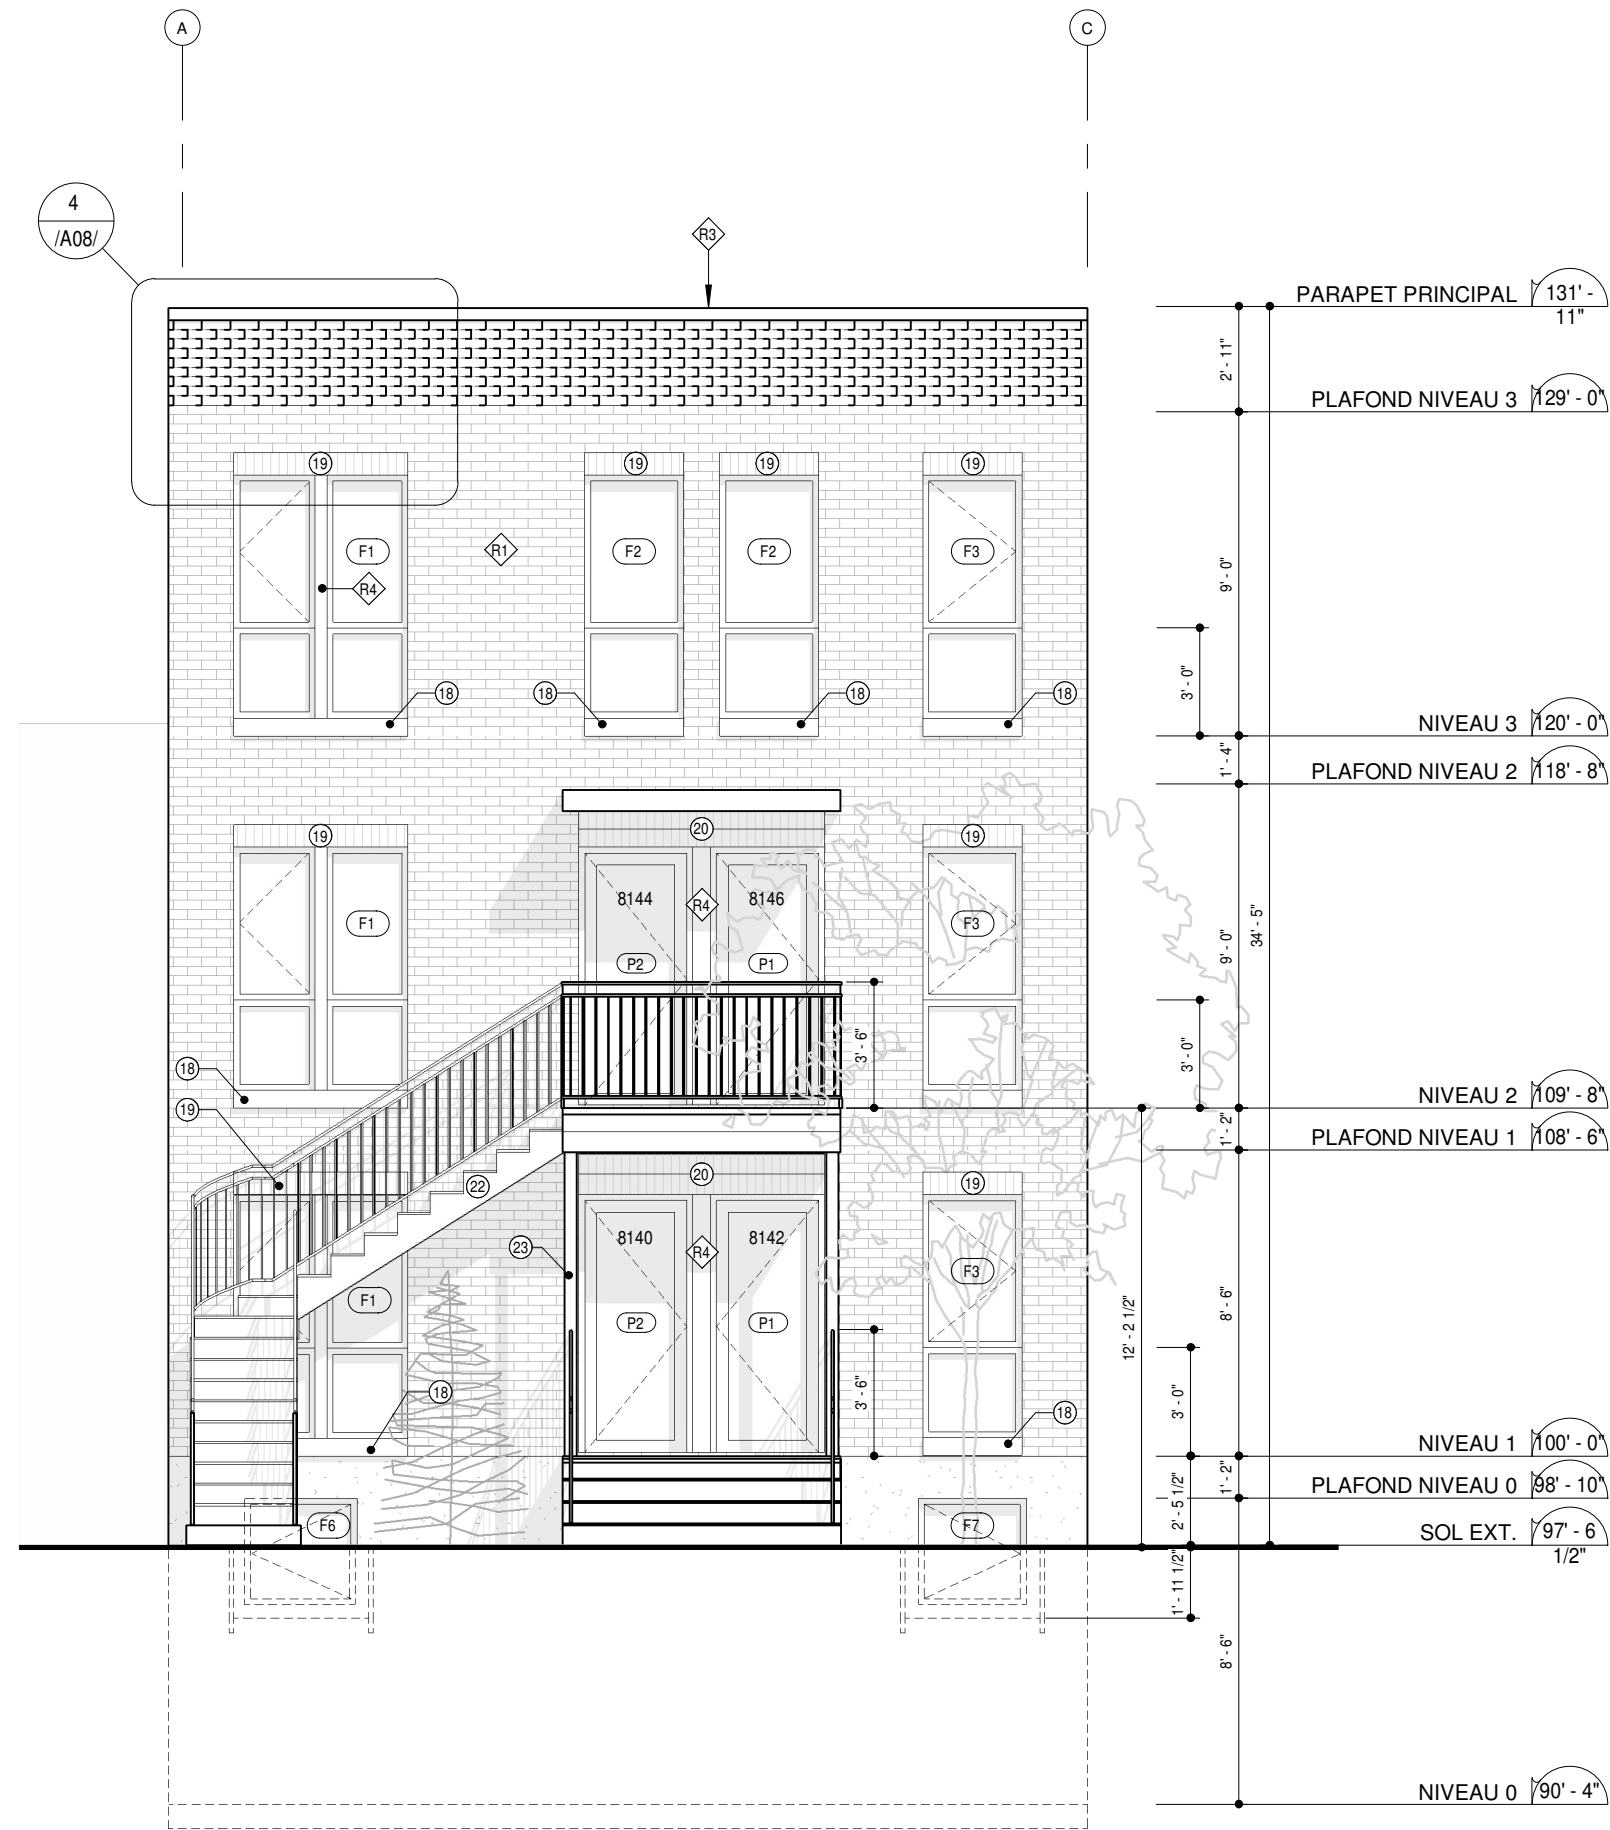 A
C
4
/A08/
R3
PARAPET PRINCIPAL
131' -
11"
2' - 11"
PLAFOND NIVEAU 3
129' - 0"
19
19
19
19
F1
R1
F2
F2
F3
R4
9' - 0"
3' - 0"
18
18
18
18
NIVEAU 3
120' - 0"
1' - 4"
PLAFOND NIVEAU 2
118' - 8"
19
20
19
8144
R4
8146
F1
F3
P2
P1
9' - 0"
34' - 5"
3' - 6"
3' - 0"
18
19
NIVEAU 2
109' - 8"
1' - 2"
PLAFOND NIVEAU 1
108' - 6"
22
20
19
23
8140
R4
8142
F3
F1
P2
P1
12' - 2 1/2"
8' - 6"
3' - 6"
3' - 0"
18
18
NIVEAU 1
100' - 0"
1' - 2"
2' - 5 1/2"
PLAFOND NIVEAU 0
98' - 10"
F6
F7
SOL EXT.
97' - 6
1/2"
1' - 11 1/2"
8' - 6"
NIVEAU 0
90' - 4"